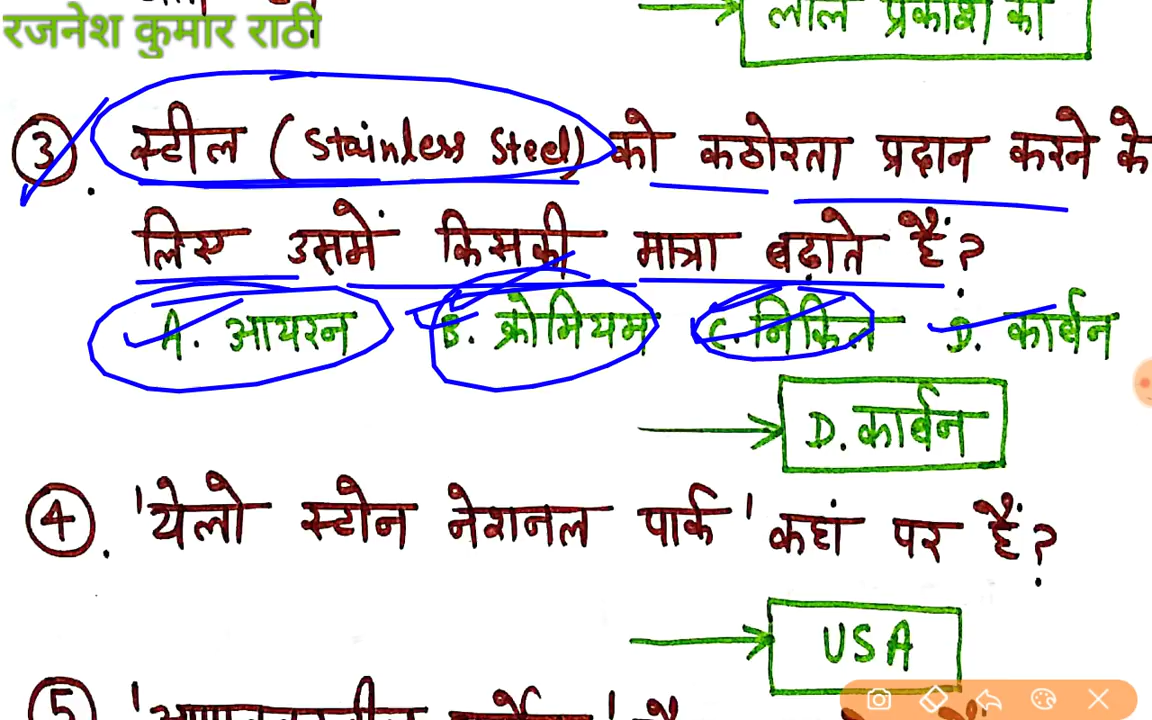 रजनेश कुमार राठी
लाल प्रकाश को
3. स्टील (Stainless Steel) को कठोरता प्रदान करने के
लिए उसमें किसकी मात्रा बढ़ाते हैं?
A. आयरन B. क्रोमियम C. निकिल D. कार्बन
D. कार्बन
4. 'येलो स्टोन नेशनल पार्क' कहां पर हैं?
USA
5.